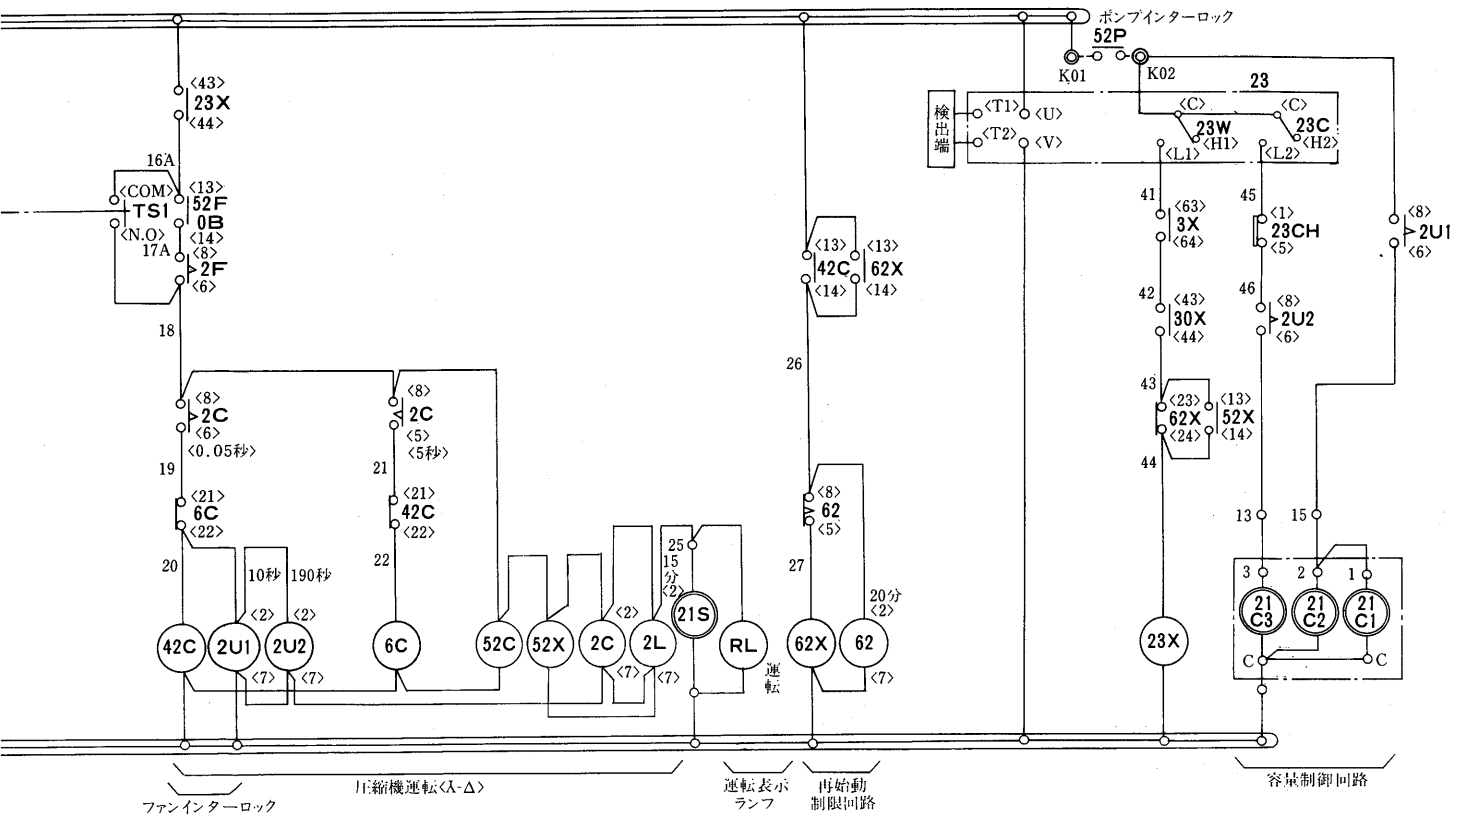 ポンプインターロック
52P
K01
K02
23
〈43〉
23X
〈44〉
検出端
〈T1〉
〈U〉
〈T2〉
〈V〉
〈C〉
23W
〈H1〉
〈L1〉
〈C〉
23C
〈H2〉
〈L2〉
16A
〈COM〉
TS1
〈N.O〉
17A
〈13〉
52F
OB
〈14〉
〈8〉
2F
〈6〉
18
〈13〉
42C
〈14〉
〈13〉
62X
〈14〉
41
〈63〉
3X
〈64〉
45
〈1〉
23CH
〈5〉
〈8〉
2U1
〈6〉
42
〈43〉
30X
〈44〉
46
〈8〉
2U2
〈6〉
26
〈8〉
2C
〈6〉
〈0.05秒〉
〈8〉
2C
〈5〉
〈5秒〉
43
〈23〉
62X
〈24〉
〈13〉
52X
〈14〉
44
19
〈21〉
6C
〈22〉
21
〈21〉
42C
〈22〉
〈8〉
62
〈5〉
13
15
20
10秒
190秒
22
25
15分
〈2〉
27
20分
〈2〉
3
2
1
〈2〉
〈2〉
〈2〉
42C
2U1
2U2
6C
52C
52X
2C
2L
21S
RL
運転
62X
62
23X
21
C3
21
C2
21
C1
〈7〉
〈7〉
〈7〉
〈7〉
〈7〉
C
C
圧縮機運転〈人-Δ〉
ファンインターロック
運転表示
ランプ
再始動
制限回路
容量制御回路